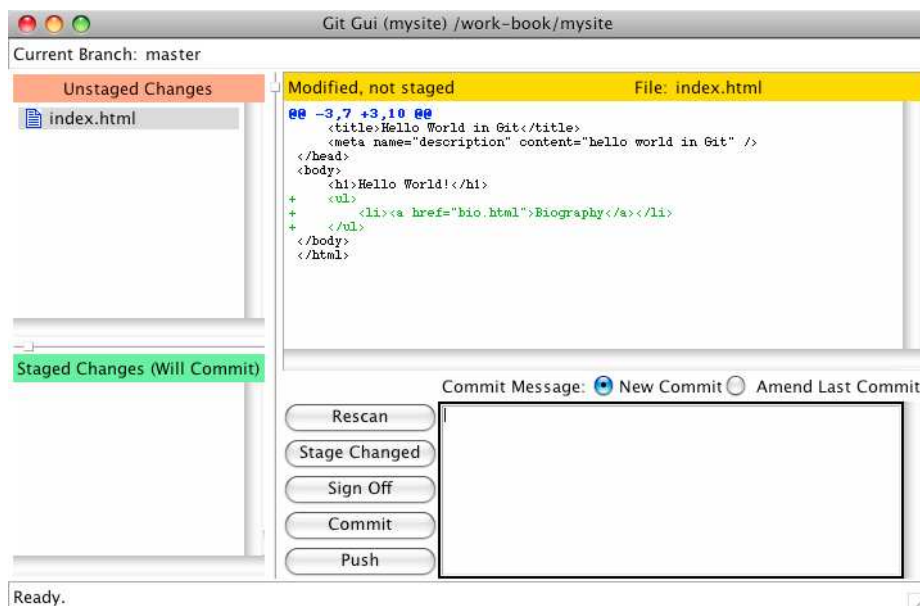 Git Gui (mysite) /work-book/mysite
Current Branch: master
Unstaged Changes
index.html
Modified, not staged File: index.html
@@ -3,7 +3,10 @@
<title>Hello World in Git</title>
<meta name="description" content="hello world in Git" />
</head>
<body>
<h1>Hello World!</h1>
+ <ul>
+ <li><a href="bio.html">Biography</a></li>
+ </ul>
</body>
</html>
Staged Changes (Will Commit)
Commit Message: New Commit Amend Last Commit
Rescan
Stage Changed
Sign Off
Commit
Push
Ready.